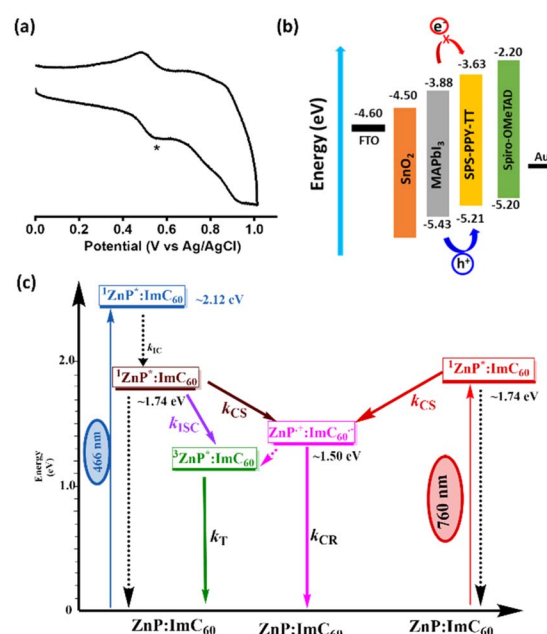 (a)
*
0.0 0.2 0.4 0.6 0.8 1.0
Potential (V vs Ag/AgCl)
(b)
Energy (eV)
e-
X
-4.60
FTO
-4.50
SnO2
-3.88
MAPbI3
-5.43
-3.63
SPS-PPY-TT
-5.21
-2.20
Spiro-OMeTAD
-5.20
Au
h+
(c)
Energy
(eV)
2.0
1.0
0
1ZnP*:ImC60
~2.12 eV
kIC
1ZnP*:ImC60
~1.74 eV
kCS
kISC
ZnP·+:ImC60·-
~1.50 eV
3ZnP*:ImC60
kT
kCR
466 nm
1ZnP*:ImC60
~1.74 eV
kCS
760 nm
ZnP:ImC60
ZnP:ImC60
ZnP:ImC60